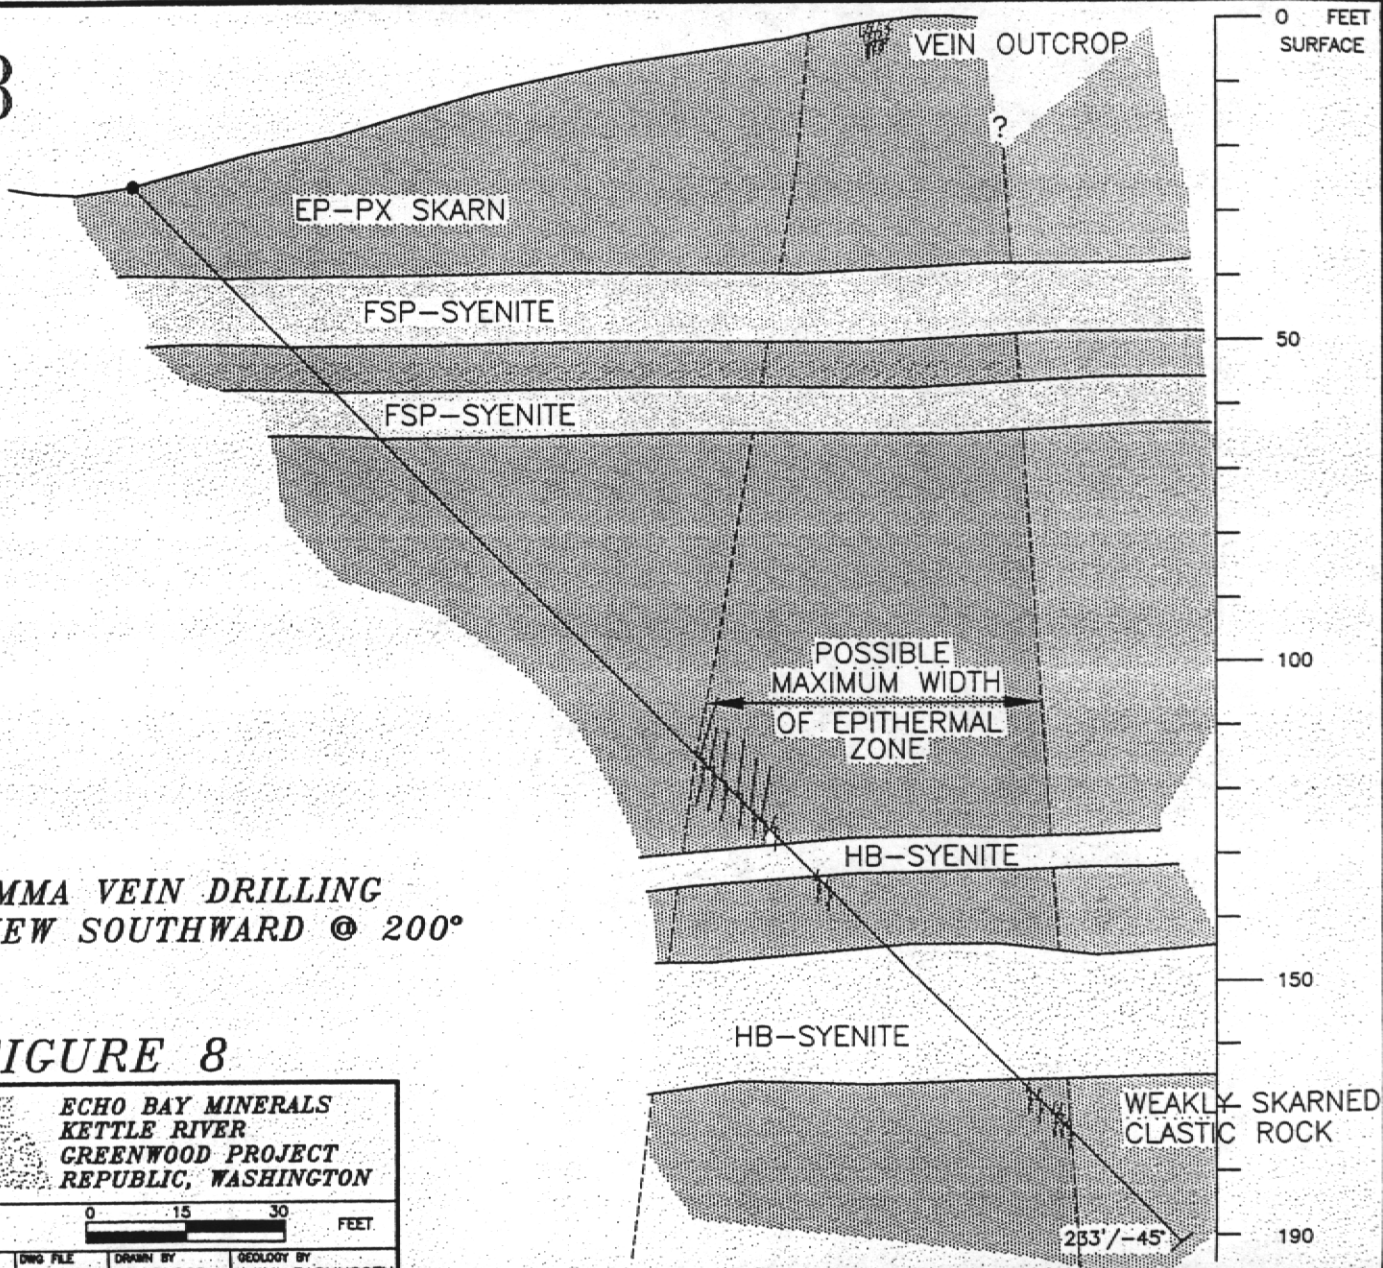 0 FEET
SURFACE
VEIN OUTCROP
?
EP-PX SKARN
FSP-SYENITE
50
FSP-SYENITE
POSSIBLE
MAXIMUM WIDTH
OF EPITHERMAL
ZONE
100
HB-SYENITE
MMA VEIN DRILLING
EW SOUTHWARD @ 200°
150
HB-SYENITE
IGURE 8
WEAKLY SKARNED
CLASTIC ROCK
ECHO BAY MINERALS
KETTLE RIVER
GREENWOOD PROJECT
REPUBLIC, WASHINGTON
0 15 30
FEET
233'/-45°
190
DWG FILE DRAWN BY GEOLOGY BY